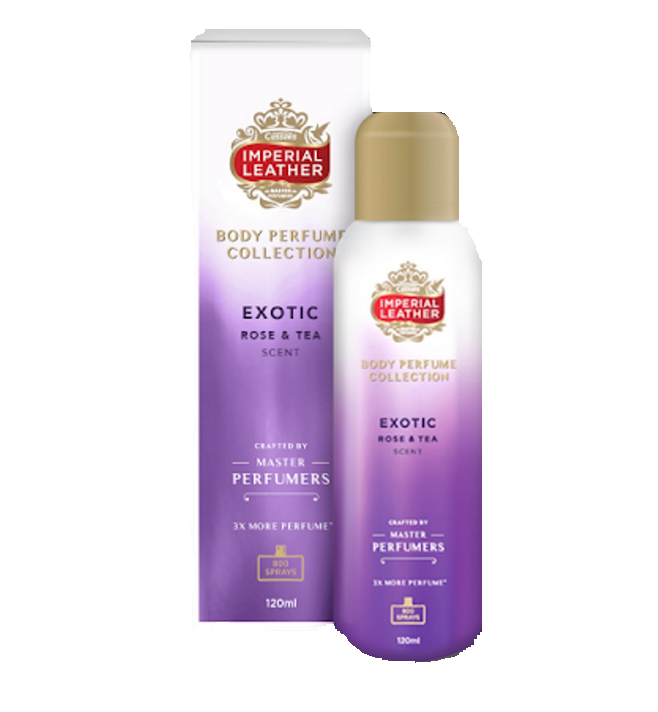 Cussons
IMPERIAL
LEATHER
MASTER
PERFUMERS
BODY PERFUME
COLLECTION
EXOTIC
ROSE & TEA
SCENT
CRAFTED BY
MASTER
PERFUMERS
3X MORE PERFUME*
800
SPRAYS
120ml
Cussons
IMPERIAL
LEATHER
BODY PERFUME
COLLECTION
EXOTIC
ROSE & TEA
SCENT
CRAFTED BY
MASTER
PERFUMERS
3X MORE PERFUME*
800
SPRAYS
120ml